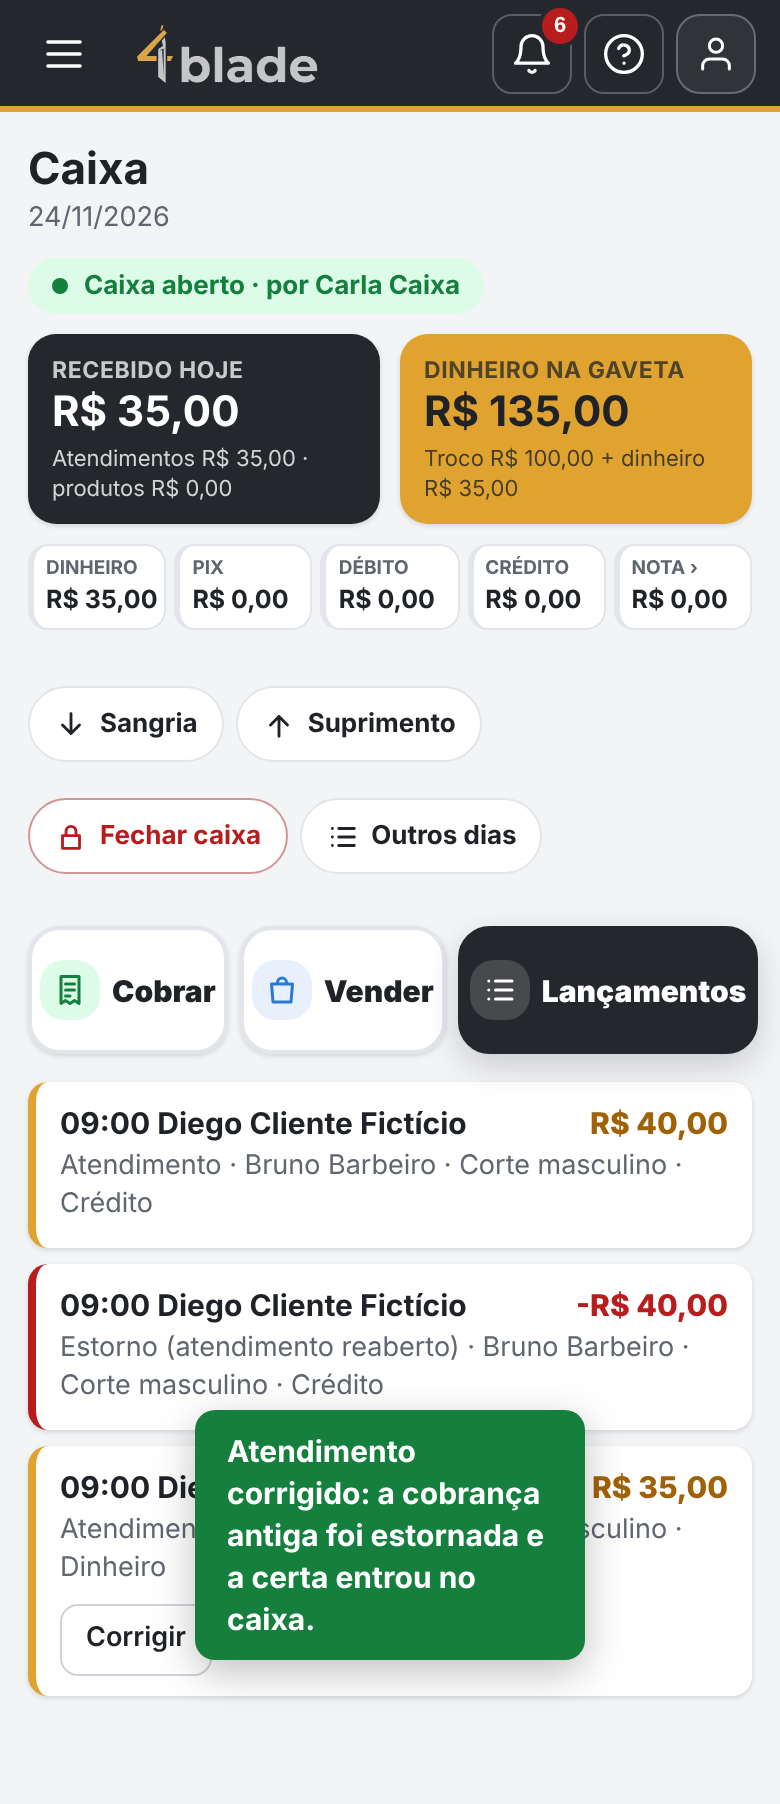 4blade
6
Caixa
24/11/2026
Caixa aberto · por Carla Caixa
RECEBIDO HOJE
R$ 35,00
Atendimentos R$ 35,00 ·
produtos R$ 0,00
DINHEIRO NA GAVETA
R$ 135,00
Troco R$ 100,00 + dinheiro
R$ 35,00
DINHEIRO
R$ 35,00
PIX
R$ 0,00
DÉBITO
R$ 0,00
CRÉDITO
R$ 0,00
NOTA ›
R$ 0,00
Sangria
Suprimento
Fechar caixa
Outros dias
Cobrar
Vender
Lançamentos
09:00 Diego Cliente Fictício R$ 40,00
Atendimento · Bruno Barbeiro · Corte masculino ·
Crédito
09:00 Diego Cliente Fictício -R$ 40,00
Estorno (atendimento reaberto) · Bruno Barbeiro ·
Corte masculino · Crédito
09:00 R$ 35,00
Dinheiro
Corrigir
Atendimento
corrigido: a cobrança
antiga foi estornada e
a certa entrou no
caixa.